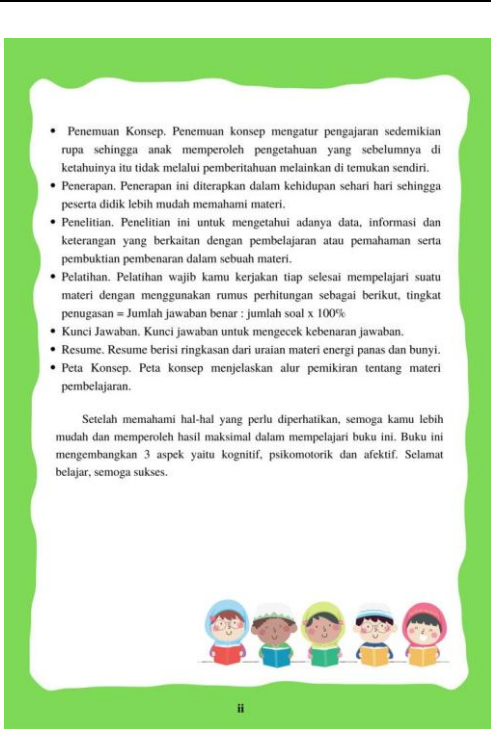 • Penemuan Konsep. Penemuan konsep mengatur pengajaran sedemikian
rupa sehingga anak memperoleh pengetahuan yang sebelumnya di
ketahuinya itu tidak melalui pemberitahuan melainkan di temukan sendiri.
• Penerapan. Penerapan ini diterapkan dalam kehidupan sehari hari sehingga
peserta didik lebih mudah memahami materi.
• Penelitian. Penelitian ini untuk mengetahui adanya data, informasi dan
keterangan yang berkaitan dengan pembelajaran atau pemahaman serta
pembuktian pembenaran dalam sebuah materi.
• Pelatihan. Pelatihan wajib kamu kerjakan tiap selesai mempelajari suatu
materi dengan menggunakan rumus perhitungan sebagai berikut, tingkat
penugasan = Jumlah jawaban benar : jumlah soal x 100%
• Kunci Jawaban. Kunci jawaban untuk mengecek kebenaran jawaban.
• Resume. Resume berisi ringkasan dari uraian materi energi panas dan bunyi.
• Peta Konsep. Peta konsep menjelaskan alur pemikiran tentang materi
pembelajaran.
Setelah memahami hal-hal yang perlu diperhatikan, semoga kamu lebih
mudah dan memperoleh hasil maksimal dalam mempelajari buku ini. Buku ini
mengembangkan 3 aspek yaitu kognitif, psikomotorik dan afektif. Selamat
belajar, semoga sukses.
ii